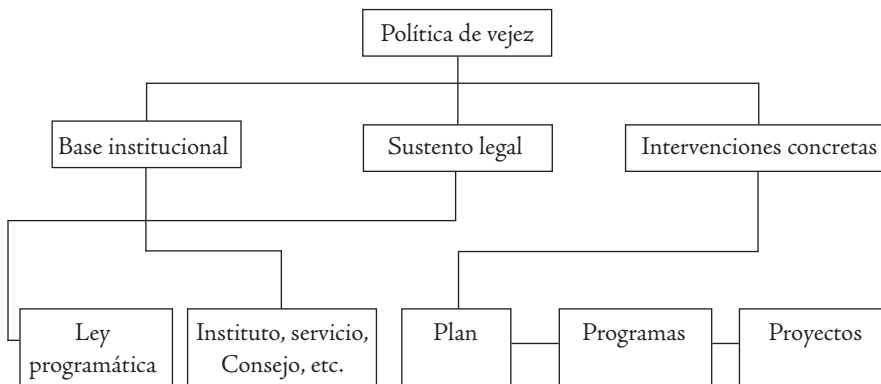 Política de vejez
Base institucional
Sustento legal
Intervenciones concretas
Ley
programática
Instituto, servicio,
Consejo, etc.
Plan
Programas
Proyectos